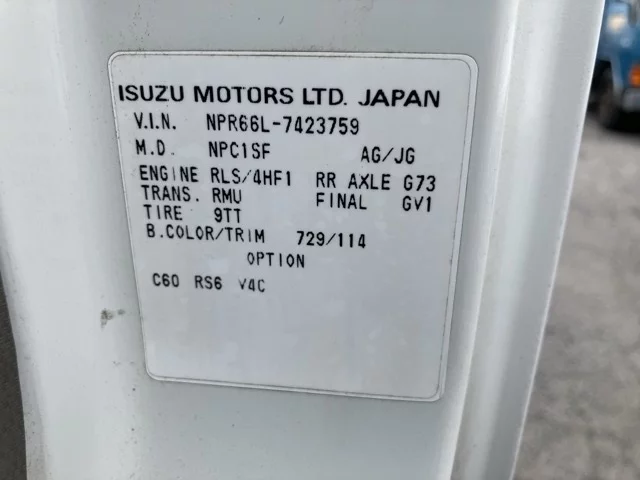 ISUZU MOTORS LTD. JAPAN
V.I.N. NPR66L-7423759
M.D. NPC1SF AG/JG
ENGINE RLS/4HF1 RR AXLE G73
TRANS. RMU FINAL GV1
TIRE 9TT
B.COLOR/TRIM 729/114
OPTION
C60 RS6 V4C